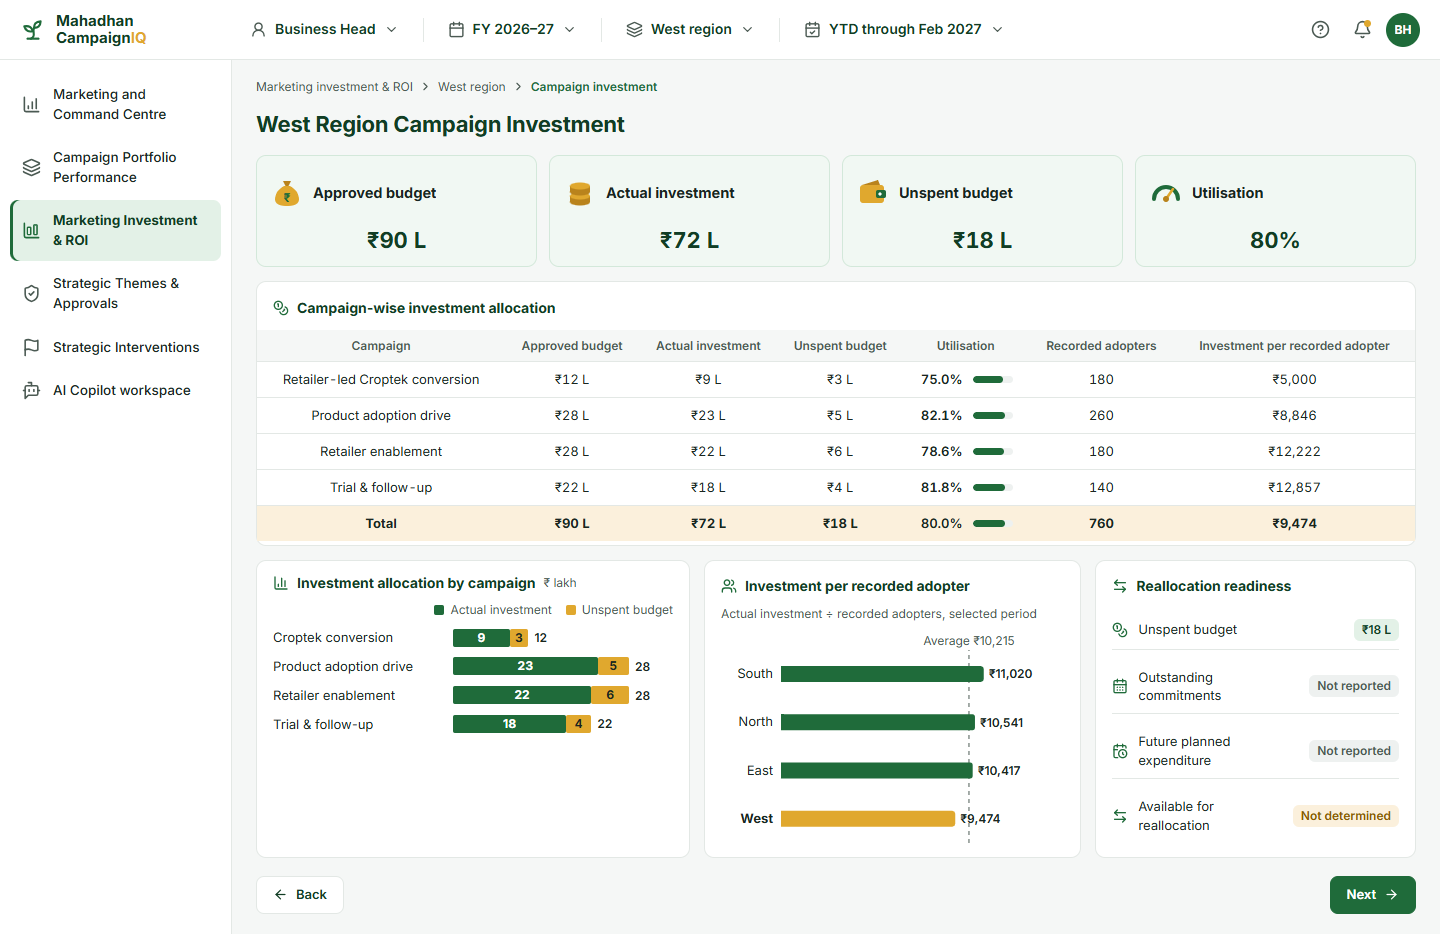 Mahadhan
CampaignIQ
Business Head
FY 2026–27
West region
YTD through Feb 2027
BH
Marketing and
Command Centre
Campaign Portfolio
Performance
Marketing Investment
& ROI
Strategic Themes &
Approvals
Strategic Interventions
AI Copilot workspace
Marketing investment & ROI > West region > Campaign investment
West Region Campaign Investment
Approved budget
₹90 L
Actual investment
₹72 L
Unspent budget
₹18 L
Utilisation
80%
Campaign-wise investment allocation
Campaign Approved budget Actual investment Unspent budget Utilisation Recorded adopters Investment per recorded adopter
Retailer-led Croptek conversion ₹12 L ₹9 L ₹3 L 75.0% 180 ₹5,000
Product adoption drive ₹28 L ₹23 L ₹5 L 82.1% 260 ₹8,846
Retailer enablement ₹28 L ₹22 L ₹6 L 78.6% 180 ₹12,222
Trial & follow-up ₹22 L ₹18 L ₹4 L 81.8% 140 ₹12,857
Total ₹90 L ₹72 L ₹18 L 80.0% 760 ₹9,474
Investment allocation by campaign ₹ lakh
Actual investment Unspent budget
Croptek conversion 9 3 12
Product adoption drive 23 5 28
Retailer enablement 22 6 28
Trial & follow-up 18 4 22
Investment per recorded adopter
Actual investment ÷ recorded adopters, selected period
Average ₹10,215
South ₹11,020
North ₹10,541
East ₹10,417
West ₹9,474
Reallocation readiness
Unspent budget ₹18 L
Outstanding
commitments
Not reported
Future planned
expenditure
Not reported
Available for
reallocation
Not determined
Back
Next